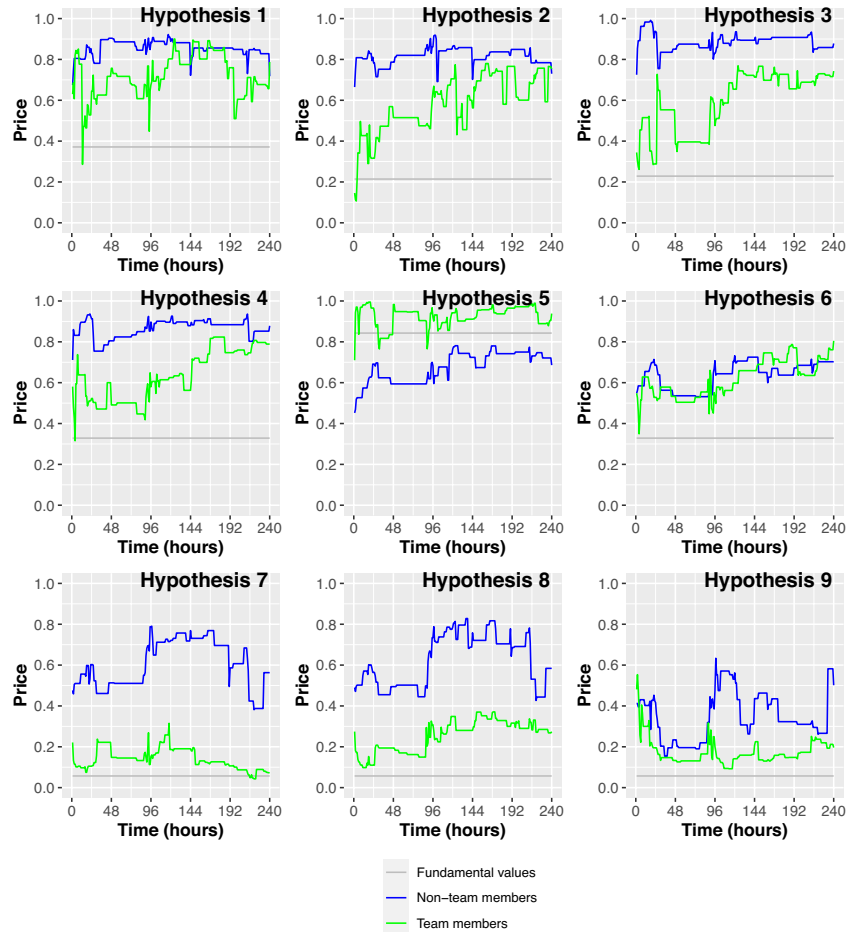 Hypothesis 1
Hypothesis 2
Hypothesis 3
1.0
0.8
0.6
0.4
0.2
0.0
Price
0 48 96 144 192 240
Time (hours)
1.0
0.8
0.6
0.4
0.2
0.0
Price
0 48 96 144 192 240
Time (hours)
1.0
0.8
0.6
0.4
0.2
0.0
Price
0 48 96 144 192 240
Time (hours)
Hypothesis 4
Hypothesis 5
Hypothesis 6
1.0
0.8
0.6
0.4
0.2
0.0
Price
0 48 96 144 192 240
Time (hours)
1.0
0.8
0.6
0.4
0.2
0.0
Price
0 48 96 144 192 240
Time (hours)
1.0
0.8
0.6
0.4
0.2
0.0
Price
0 48 96 144 192 240
Time (hours)
Hypothesis 7
Hypothesis 8
Hypothesis 9
1.0
0.8
0.6
0.4
0.2
0.0
Price
0 48 96 144 192 240
Time (hours)
1.0
0.8
0.6
0.4
0.2
0.0
Price
0 48 96 144 192 240
Time (hours)
1.0
0.8
0.6
0.4
0.2
0.0
Price
0 48 96 144 192 240
Time (hours)
Fundamental values
Non−team members
Team members